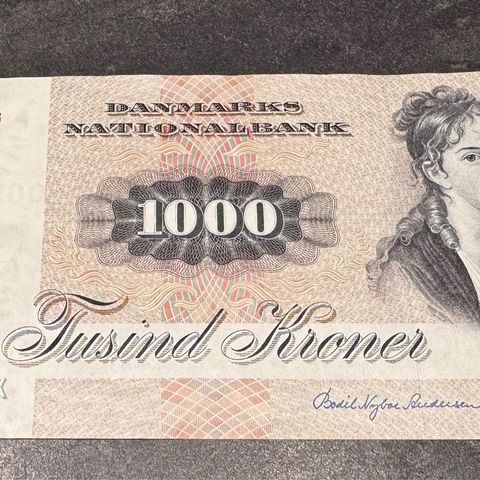 DANMARKS
NATIONALBANK
1000
Tusind Kroner
Bodil Nyboe Andersen